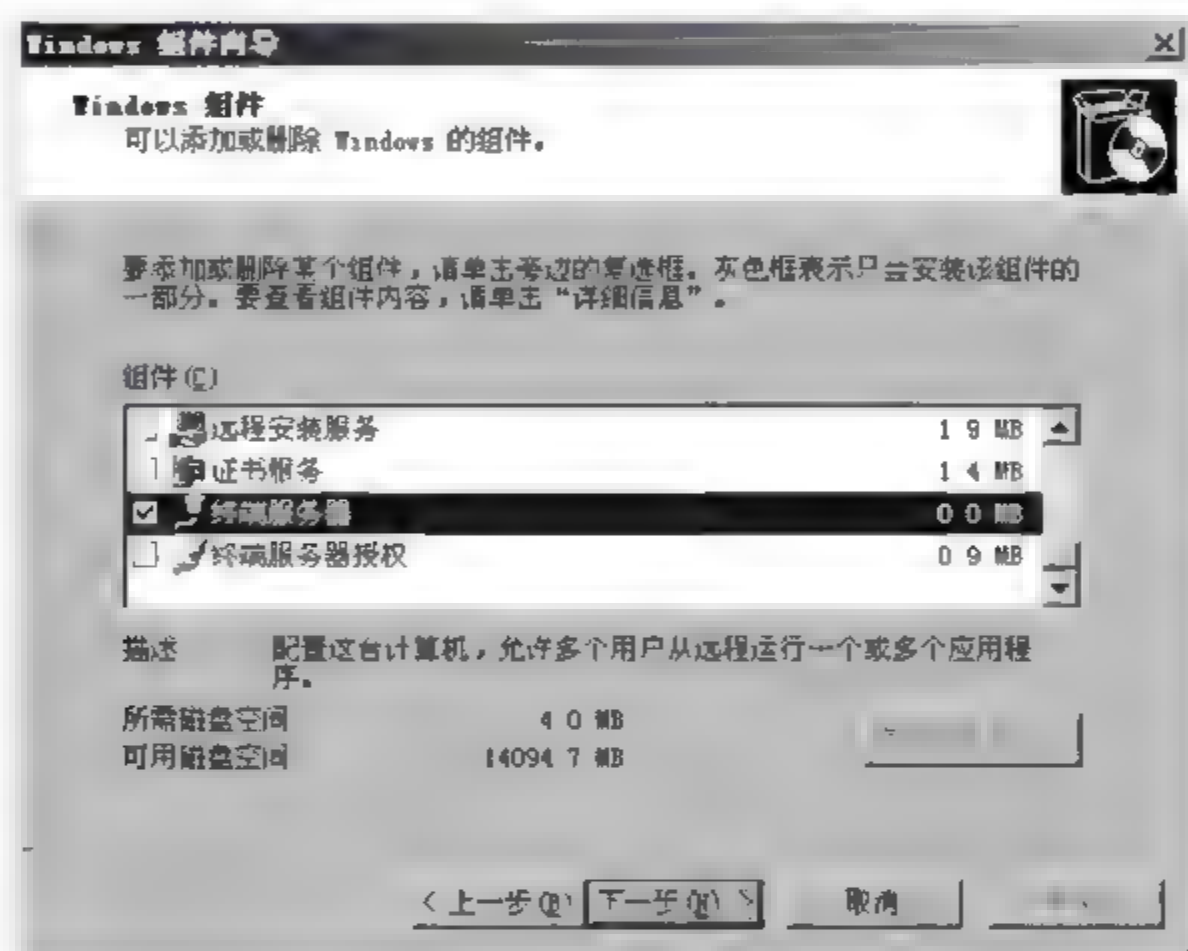 Windows 组件向导
Windows 组件
可以添加或删除 Windows 的组件。
要添加或删除某个组件，请单击旁边的复选框。灰色框表示只会安装该组件的
一部分。要查看组件内容，请单击“详细信息”。
组件(C)
远程安装服务 1 9 MB
证书服务 1 4 MB
终端服务器 0 0 MB
终端服务器授权 0 9 MB
描述 配置这台计算机，允许多个用户从远程运行一个或多个应用程
序。
所需磁盘空间 4 0 MB
可用磁盘空间 14094 7 MB
< 上一步(B) 下一步(N) > 取消